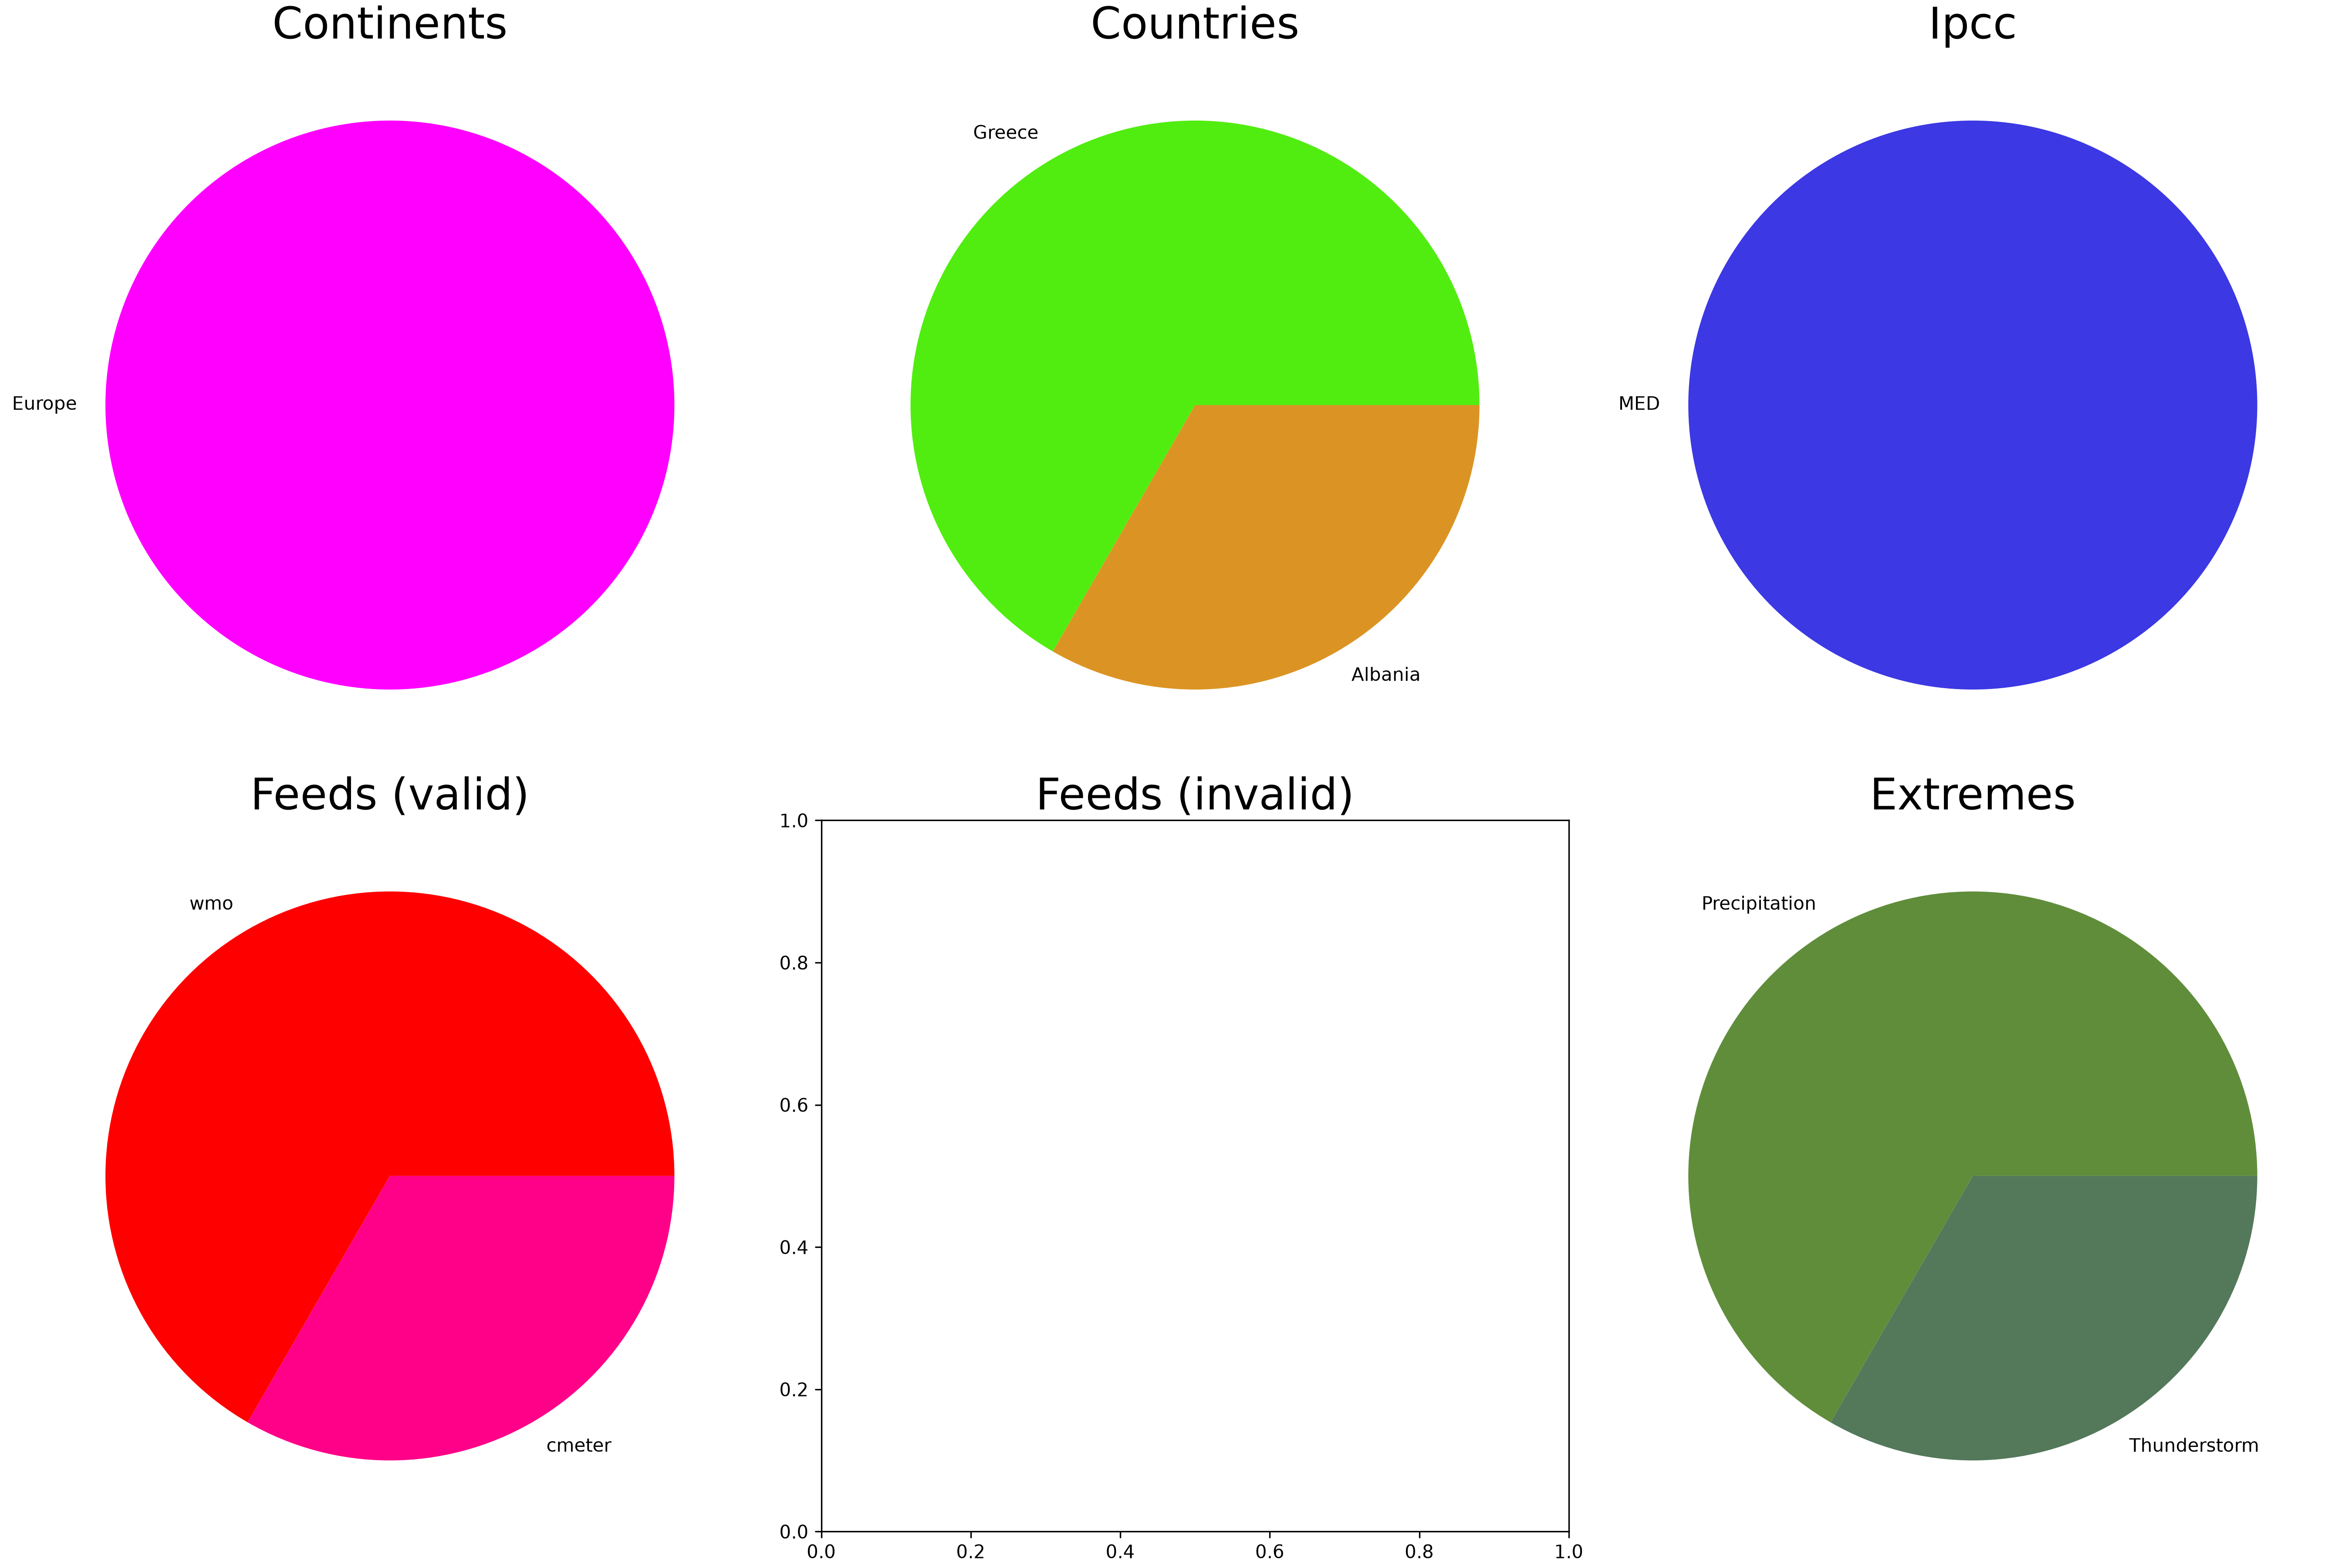 Continents
Countries
Ipcc
Greece
Europe
MED
Albania
Feeds (valid)
Feeds (invalid)
Extremes
1.0
wmo
Precipitation
0.8
0.6
0.4
0.2
cmeter
Thunderstorm
0.0
0.0 0.2 0.4 0.6 0.8 1.0